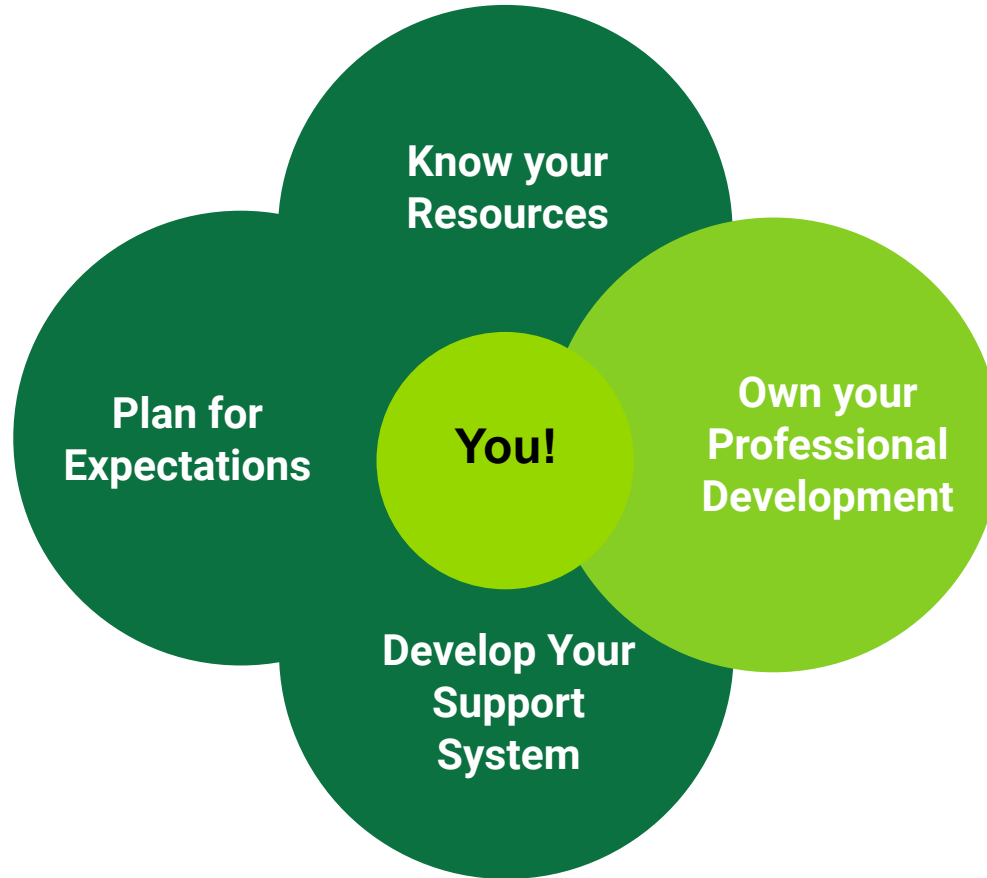 Know your
Resources
Plan for
Expectations
You!
Own your
Professional
Development
Develop Your
Support
System